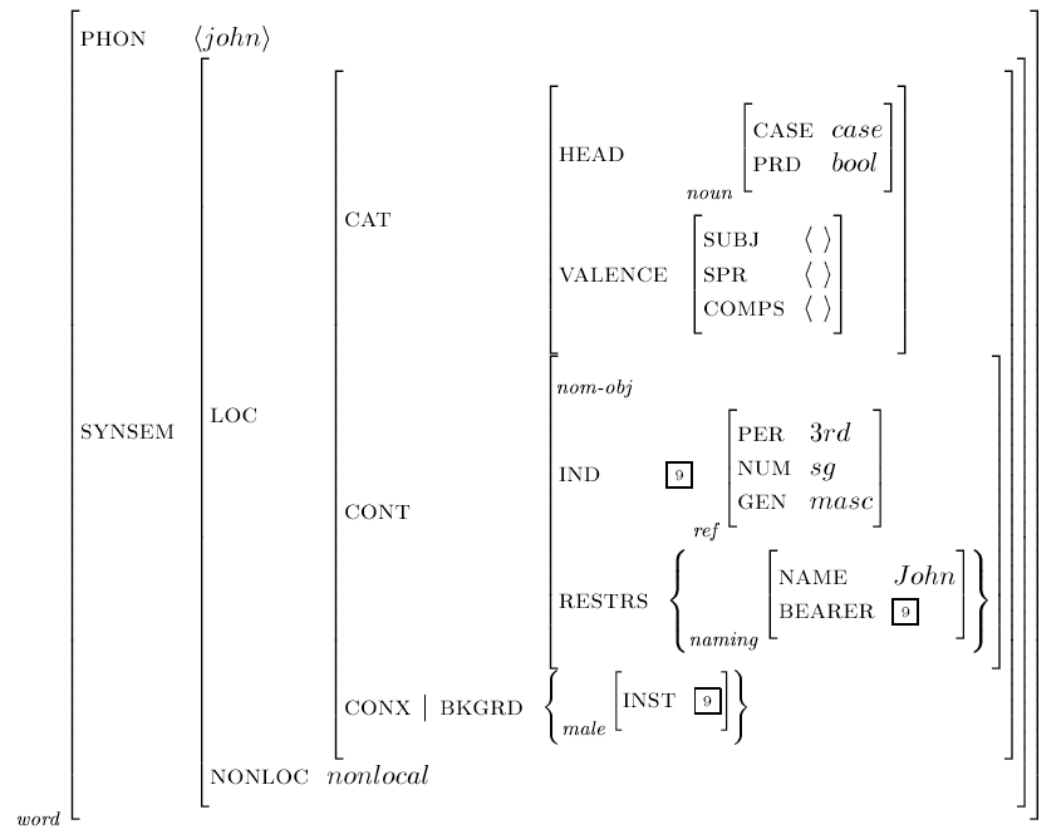 PHON ⟨john⟩
CASE case
HEAD
PRD bool
noun
CAT
SUBJ ⟨ ⟩
VALENCE SPR ⟨ ⟩
COMPS ⟨ ⟩
nom-obj
LOC
SYNSEM
PER 3rd
IND 9 NUM sg
GEN masc
CONT
ref
NAME John
RESTRS
BEARER 9
naming
CONX | BKGRD { INST 9 }
male
NONLOC nonlocal
word